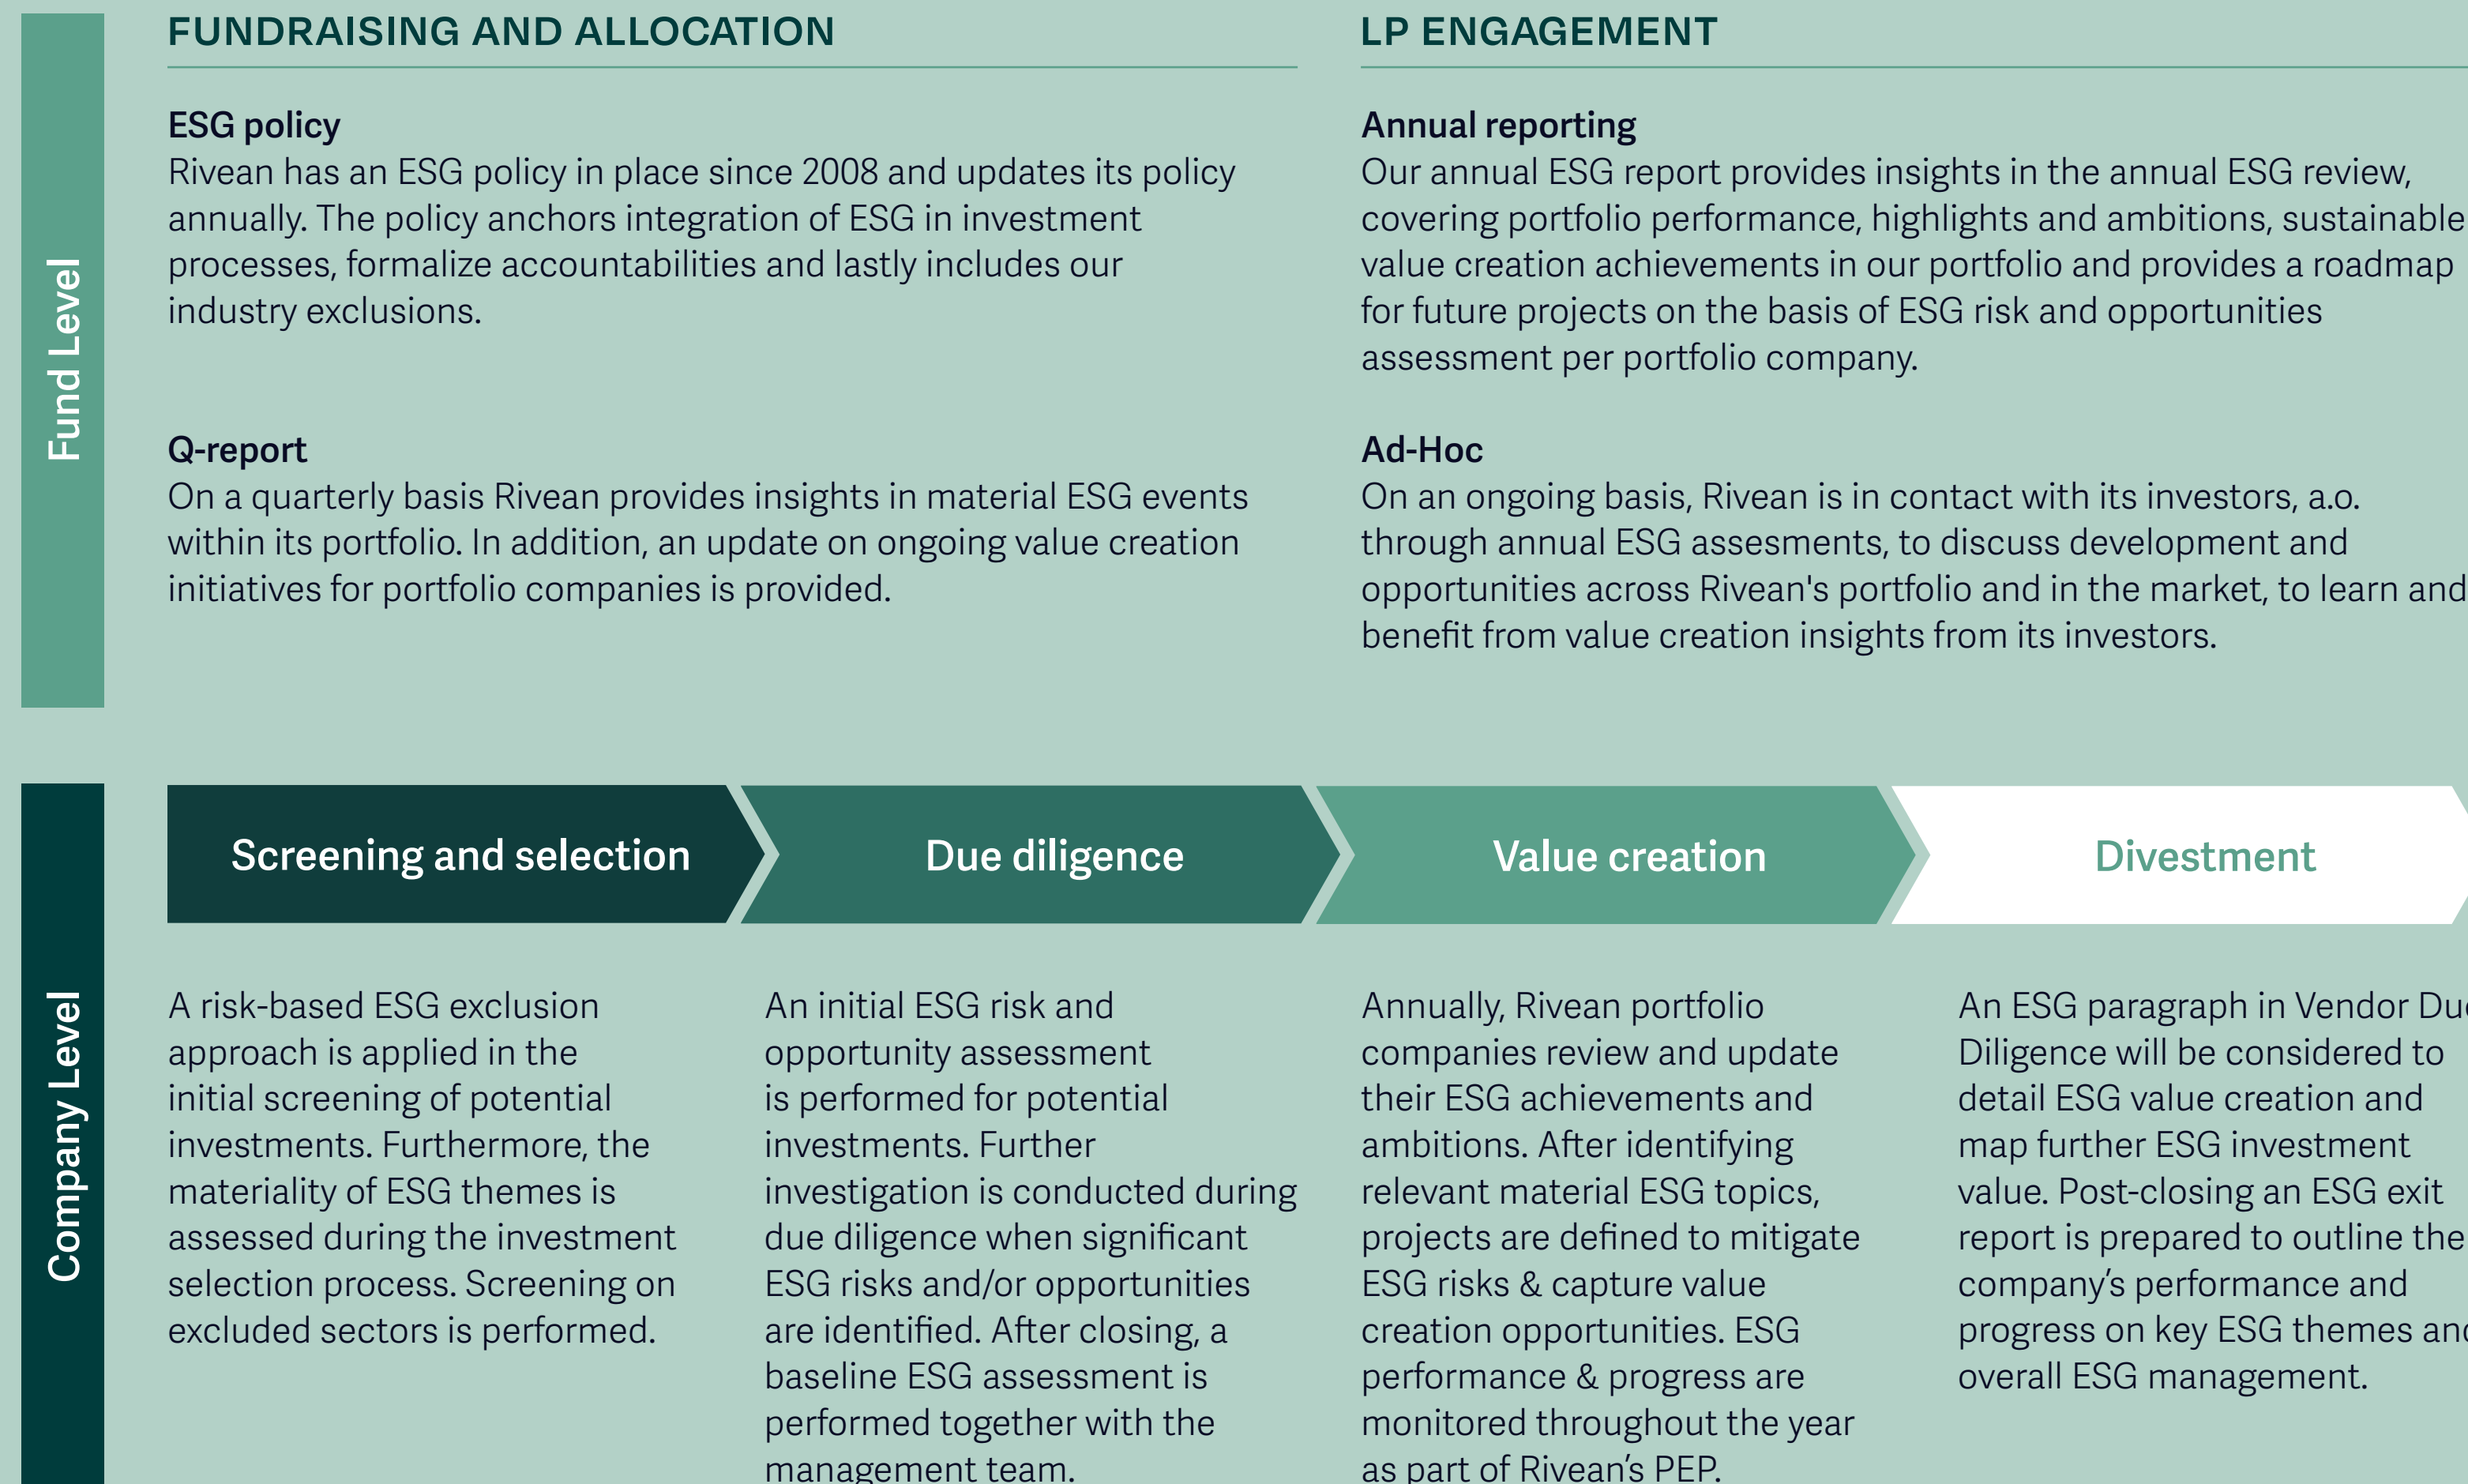 Fund Level
FUNDRAISING AND ALLOCATION
ESG policy
Rivean has an ESG policy in place since 2008 and updates its policy
annually. The policy anchors integration of ESG in investment
processes, formalize accountabilities and lastly includes our
industry exclusions.
Q-report
On a quarterly basis Rivean provides insights in material ESG events
within its portfolio. In addition, an update on ongoing value creation
initiatives for portfolio companies is provided.
LP ENGAGEMENT
Annual reporting
Our annual ESG report provides insights in the annual ESG review,
covering portfolio performance, highlights and ambitions, sustainable
value creation achievements in our portfolio and provides a roadmap
for future projects on the basis of ESG risk and opportunities
assessment per portfolio company.
Ad-Hoc
On an ongoing basis, Rivean is in contact with its investors, a.o.
through annual ESG assesments, to discuss development and
opportunities across Rivean's portfolio and in the market, to learn and
benefit from value creation insights from its investors.
Company Level
Screening and selection
A risk-based ESG exclusion
approach is applied in the
initial screening of potential
investments. Furthermore, the
materiality of ESG themes is
assessed during the investment
selection process. Screening on
excluded sectors is performed.
Due diligence
An initial ESG risk and
opportunity assessment
is performed for potential
investments. Further
investigation is conducted during
due diligence when significant
ESG risks and/or opportunities
are identified. After closing, a
baseline ESG assessment is
performed together with the
management team.
Value creation
Annually, Rivean portfolio
companies review and update
their ESG achievements and
ambitions. After identifying
relevant material ESG topics,
projects are defined to mitigate
ESG risks & capture value
creation opportunities. ESG
performance & progress are
monitored throughout the year
as part of Rivean’s PEP.
Divestment
An ESG paragraph in Vendor Due
Diligence will be considered to
detail ESG value creation and
map further ESG investment
value. Post-closing an ESG exit
report is prepared to outline the
company’s performance and
progress on key ESG themes and
overall ESG management.